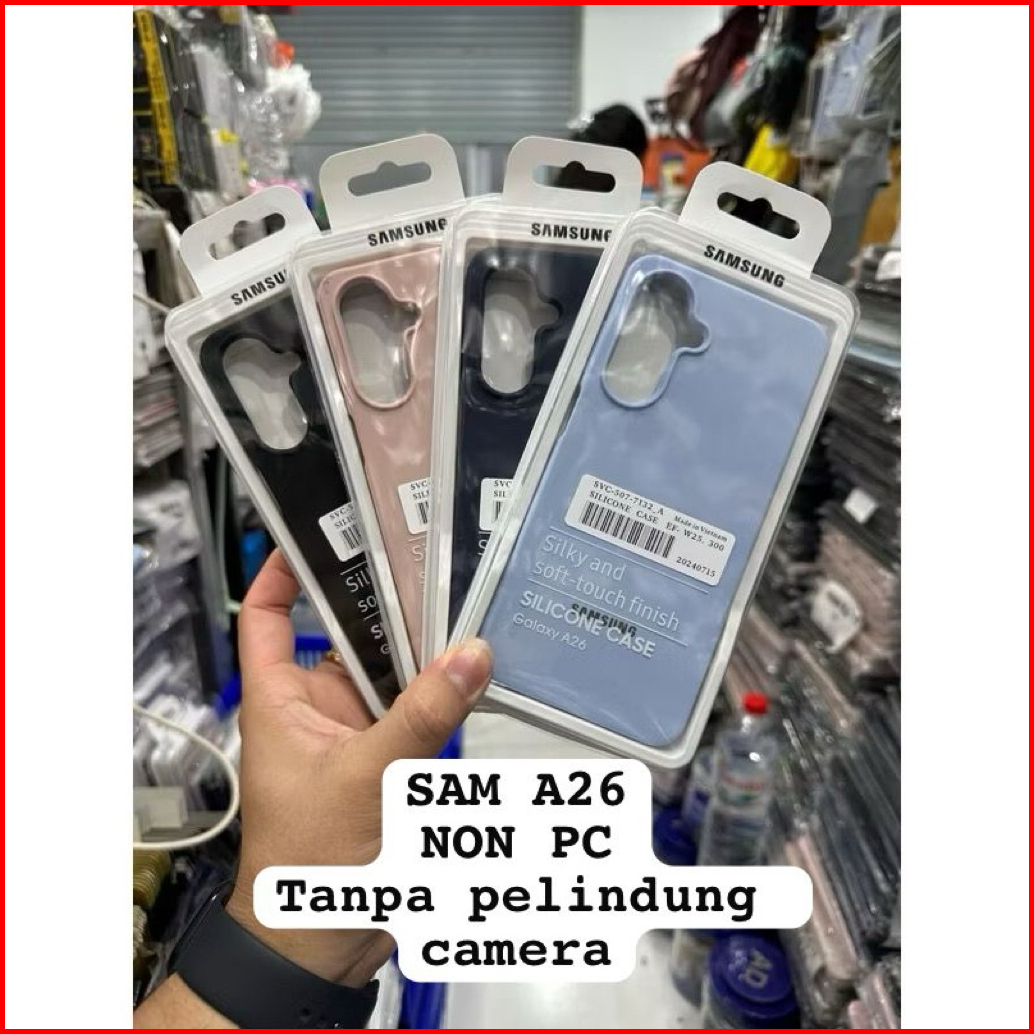 SAMSU
SAMSUNG
SAMSUNG
SAMSUNG
SVC-507-7132_A Made in Vietnam
SILICONE CASE EF- W25. 300
20240715
Silky and
soft-touch finish
SAMSUNG
SILICONE CASE
Galaxy A26
SAM A26
NON PC
Tanpa pelindung
camera